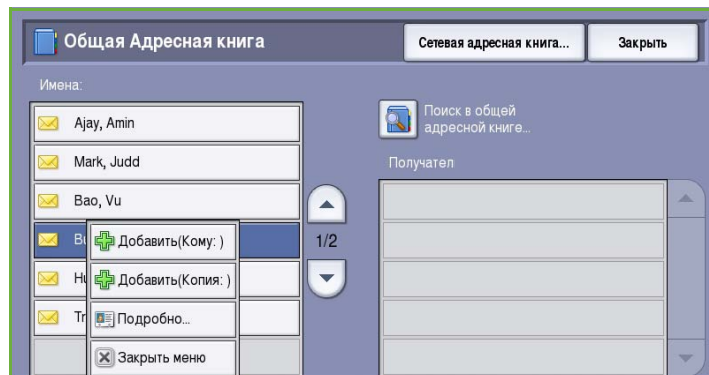 Общая Адресная книга
Сетевая адресная книга...
Закрыть
Имена:
Ajay, Amin
Mark, Judd
Bao, Vu
Добавить(Кому: )
Добавить(Копия: )
Подробно...
Закрыть меню
1/2
Поиск в общей
адресной книге...
Получател